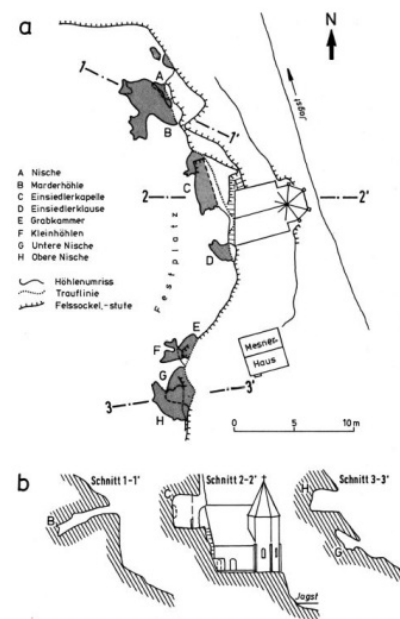 a
N
Jagst
1
A
B
1'
C
2
2'
D
A Nische
B Marderhöhle
C Einsiedlerkapelle
D Einsiedlerklause
E Grabkammer
F Kleinhöhlen
G Untere Nische
H Obere Nische
Höhlenumriss
Trauflinie
Felssockel,-stufe
Festplatz
E
F
G
H
3
3'
Mesner-
Haus
0 5 10 m
b
Schnitt 1-1'
Schnitt 2-2'
Schnitt 3-3'
B
C
H
G
Jagst